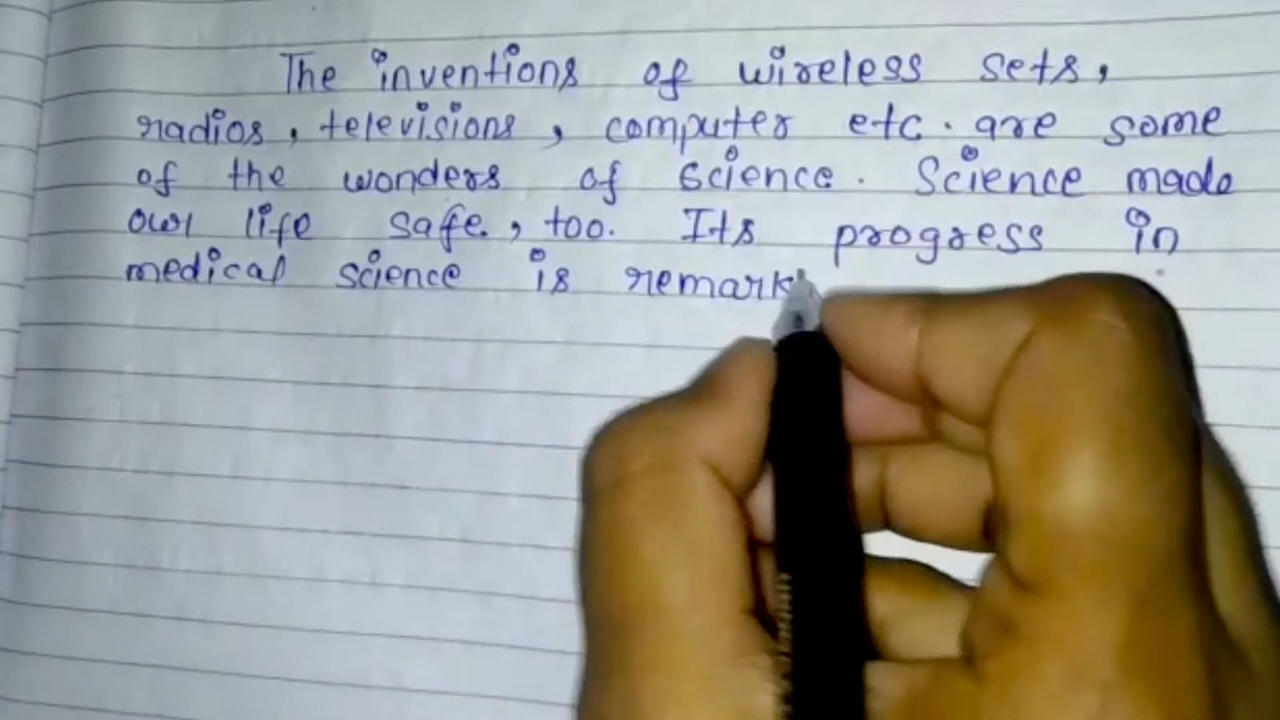 The inventions of wireless sets,
radios, televisions, computer etc. are some
of the wonders of science. Science made
our life safe, too. Its progress in
medical science is remark